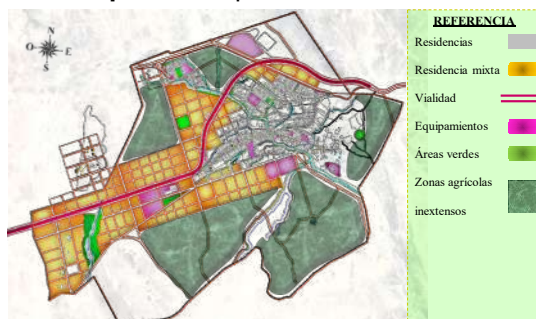 N
O
E
S
REFERENCIA
Residencias
Residencia mixta
Vialidad
Equipamientos
Áreas verdes
Zonas agrícolas
inextensos